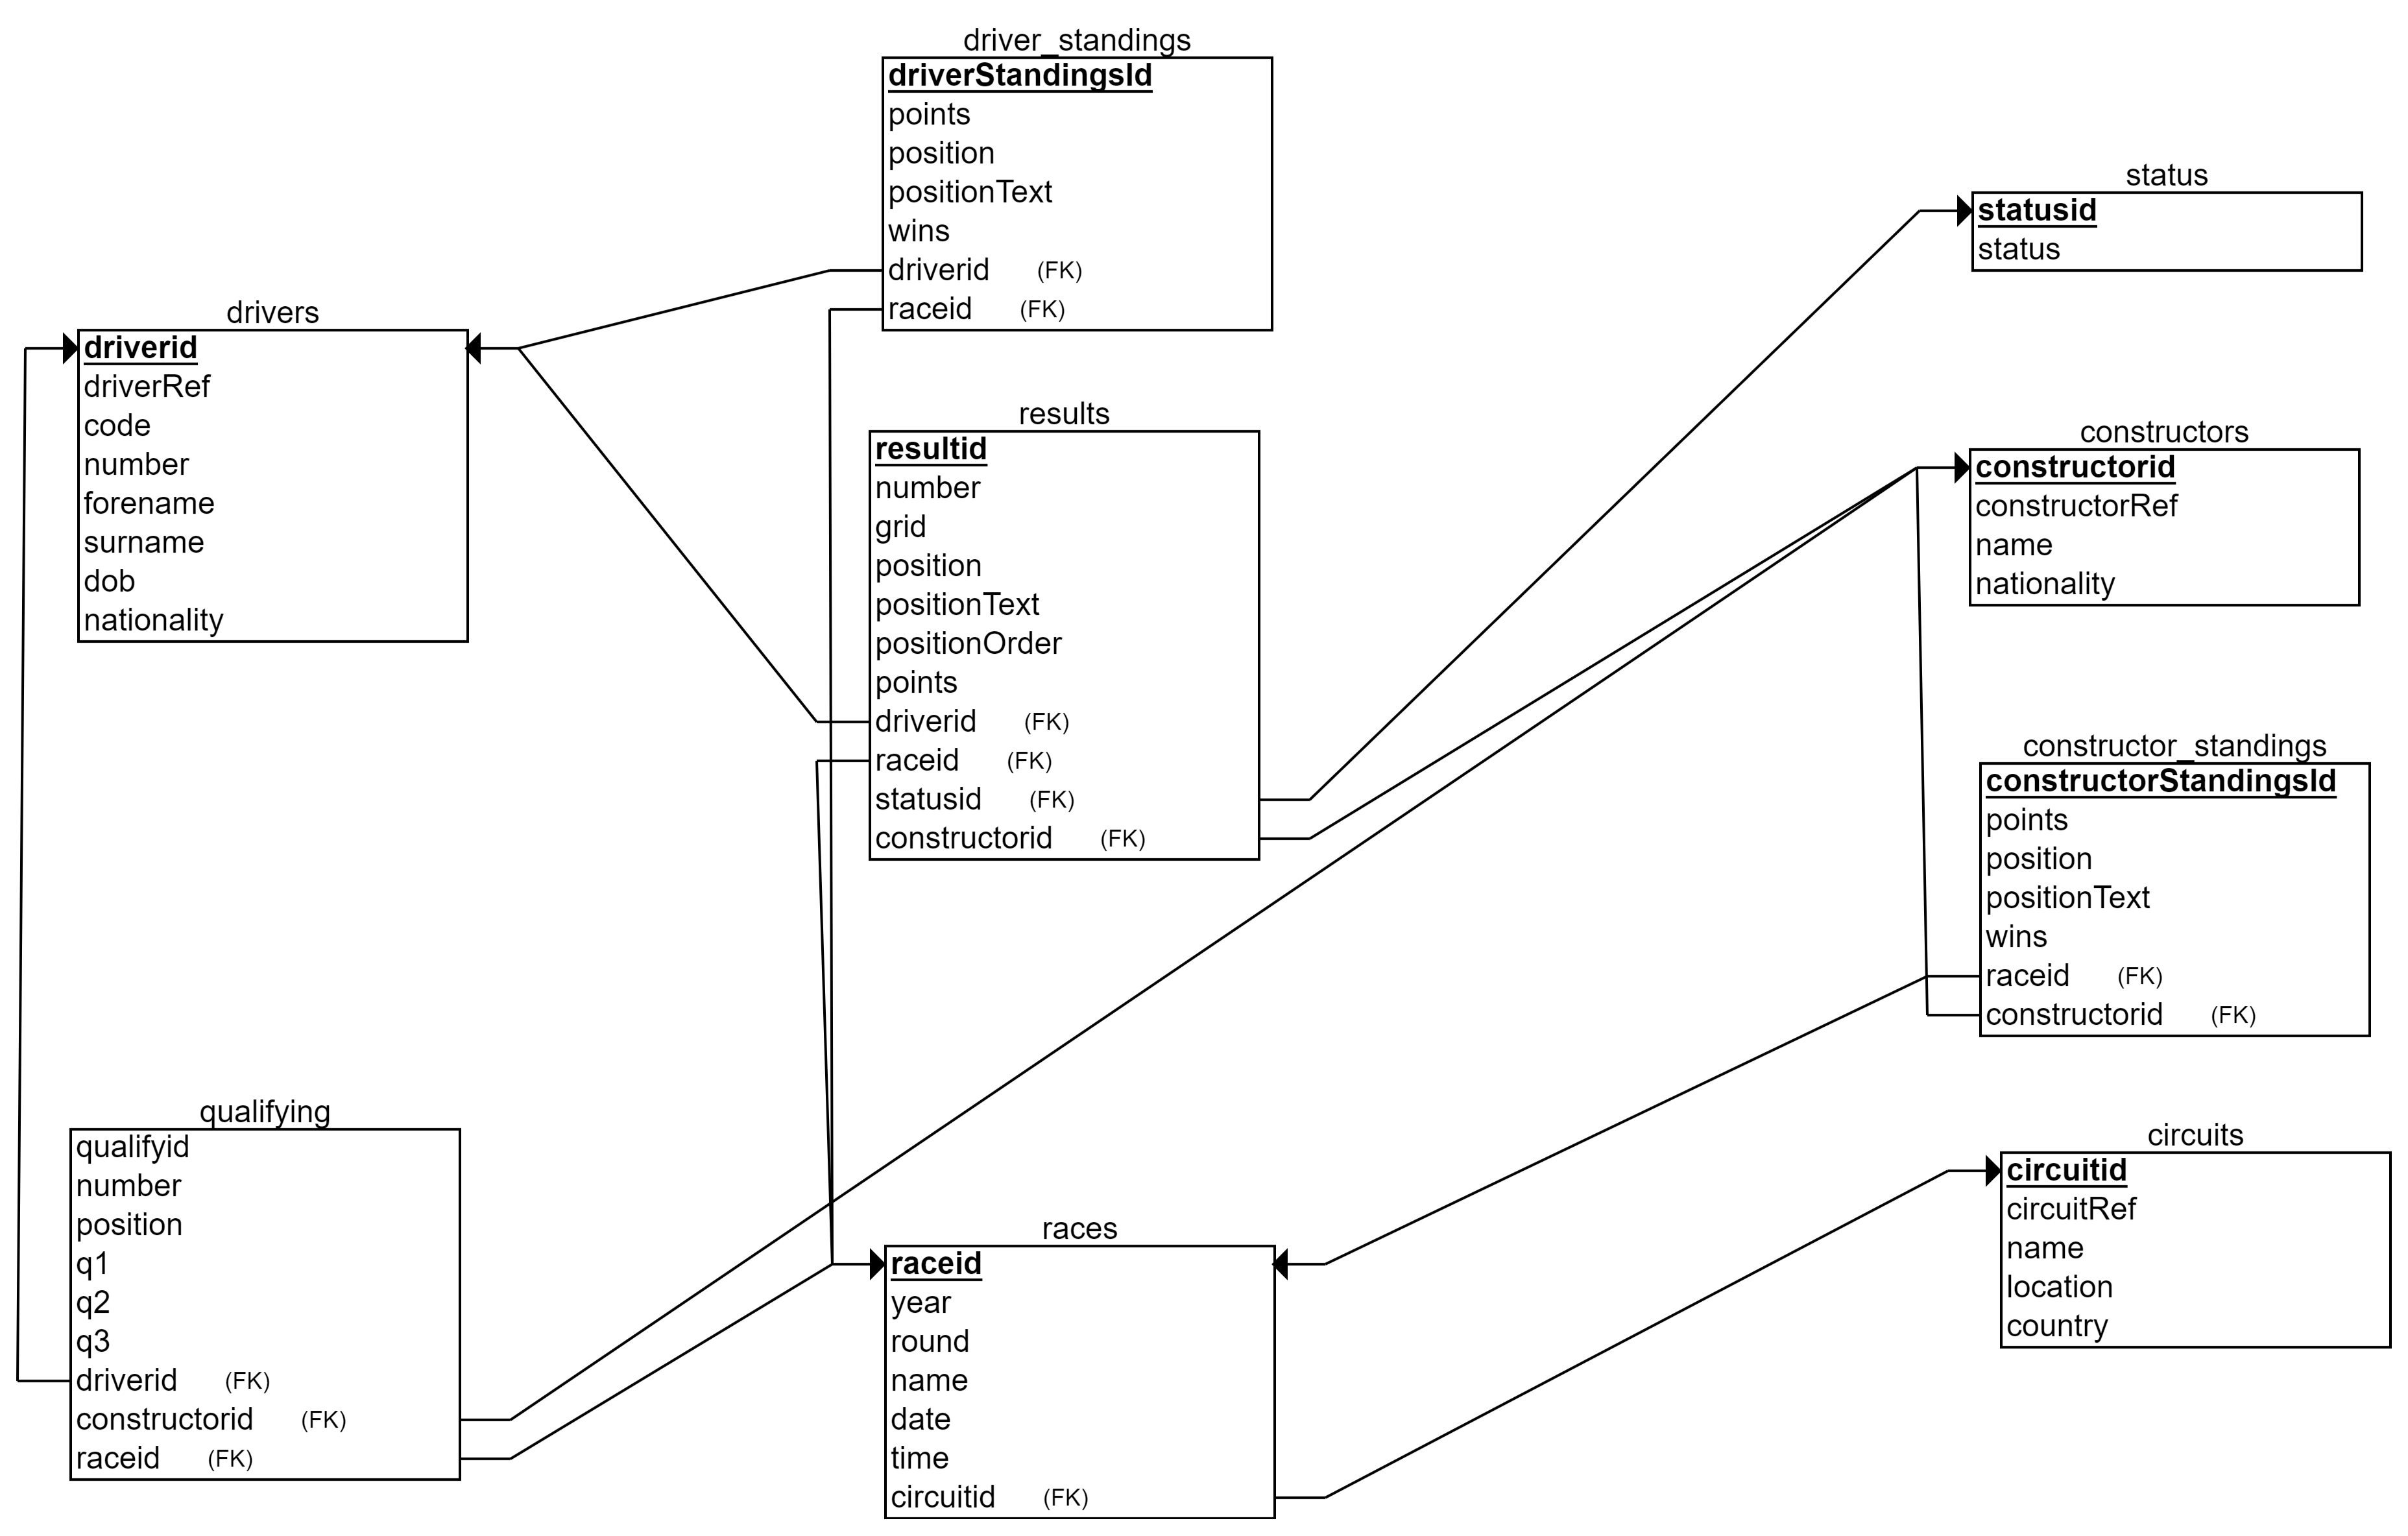 driver_standings
driverStandingsId
points
position
positionText
wins
driverid (FK)
raceid (FK)
status
statusid
status
drivers
driverid
driverRef
code
number
forename
surname
dob
nationality
results
resultid
number
grid
position
positionText
positionOrder
points
driverid (FK)
raceid (FK)
statusid (FK)
constructorid (FK)
constructors
constructorid
constructorRef
name
nationality
constructor_standings
constructorStandingsId
points
position
positionText
wins
raceid (FK)
constructorid (FK)
qualifying
qualifyid
number
position
q1
q2
q3
driverid (FK)
constructorid (FK)
raceid (FK)
races
raceid
year
round
name
date
time
circuitid (FK)
circuits
circuitid
circuitRef
name
location
country